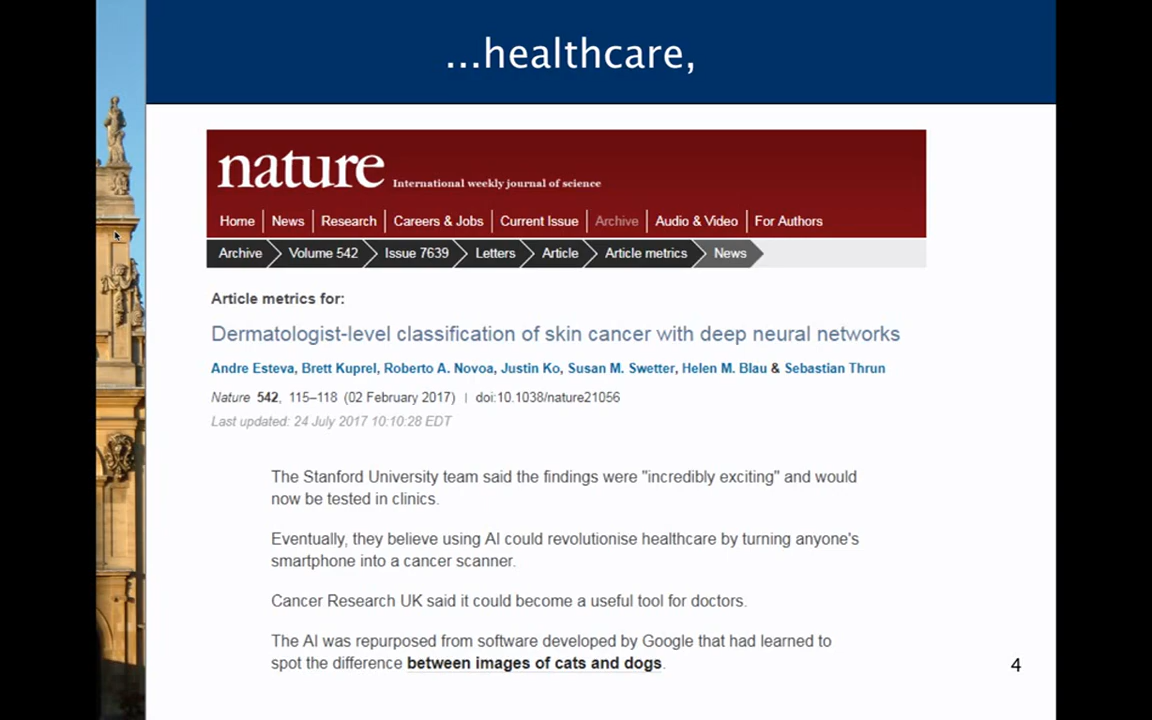 ...healthcare,
nature International weekly journal of science
Home News Research Careers & Jobs Current Issue Archive Audio & Video For Authors
Archive Volume 542 Issue 7639 Letters Article Article metrics News
Article metrics for:
Dermatologist-level classification of skin cancer with deep neural networks
Andre Esteva, Brett Kuprel, Roberto A. Novoa, Justin Ko, Susan M. Swetter, Helen M. Blau & Sebastian Thrun
Nature 542, 115–118 (02 February 2017) | doi:10.1038/nature21056
Last updated: 24 July 2017 10:10:28 EDT
The Stanford University team said the findings were "incredibly exciting" and would
now be tested in clinics.
Eventually, they believe using AI could revolutionise healthcare by turning anyone's
smartphone into a cancer scanner.
Cancer Research UK said it could become a useful tool for doctors.
The AI was repurposed from software developed by Google that had learned to
spot the difference between images of cats and dogs.
4